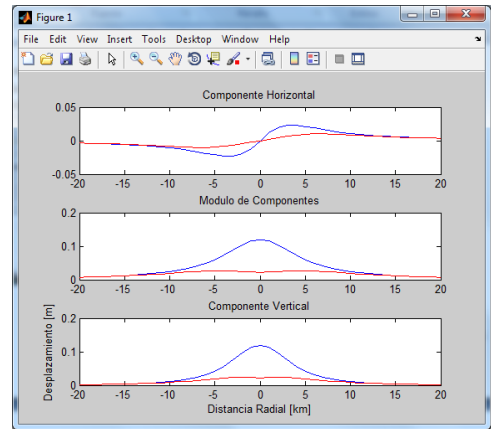 Figure 1
File Edit View Insert Tools Desktop Window Help
Componente Horizontal
0.05
0
-0.05
-20 -15 -10 -5 0 5 10 15 20
Modulo de Componentes
0.2
0.1
0
-20 -15 -10 -5 0 5 10 15 20
Componente Vertical
0.2
0.1
0
-20 -15 -10 -5 0 5 10 15 20
Desplazamiento [m]
Distancia Radial [km]